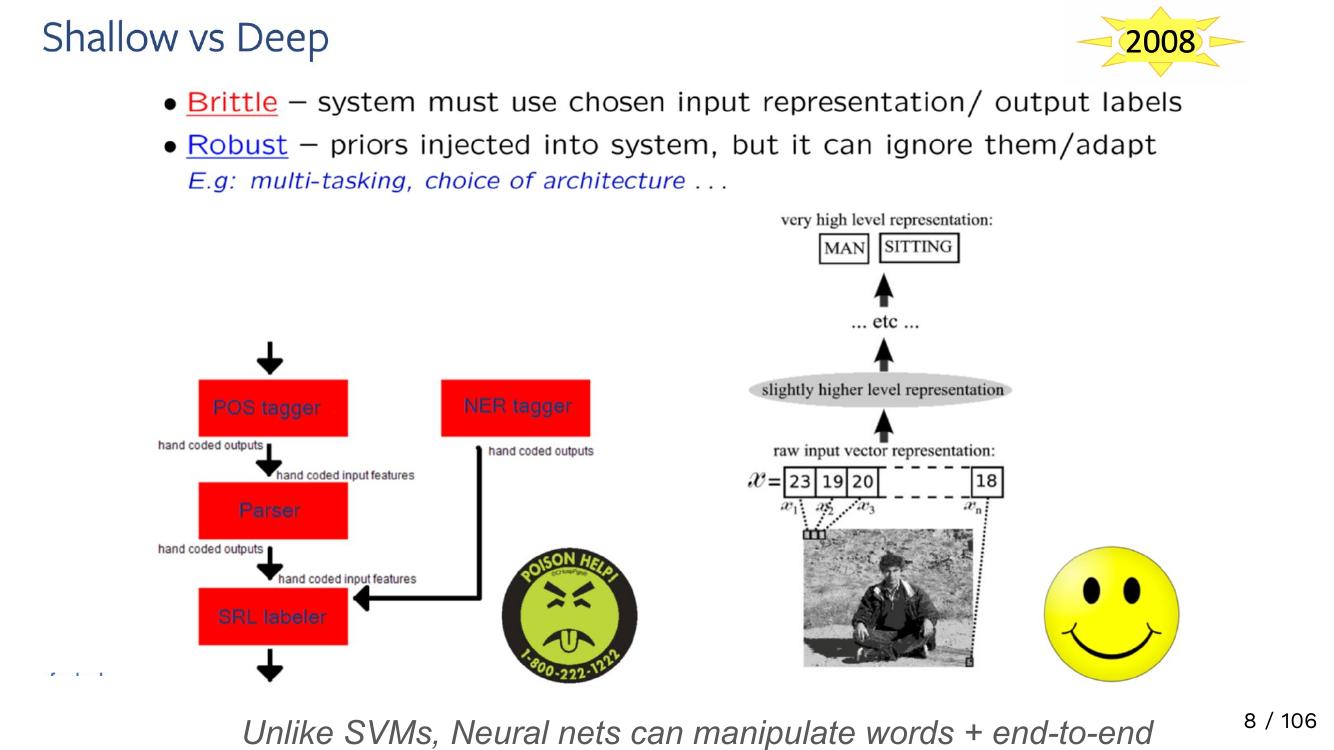 Shallow vs Deep
2008
• Brittle – system must use chosen input representation/ output labels
• Robust – priors injected into system, but it can ignore them/adapt
E.g: multi-tasking, choice of architecture . . .
POS tagger
hand coded outputs
hand coded input features
Parser
hand coded outputs
hand coded input features
SRL labeler
NER tagger
hand coded outputs
POISON HELP!
1-800-222-1222
very high level representation:
MAN SITTING
... etc ...
slightly higher level representation
raw input vector representation:
x= 23 19 20 18
x1 x2 x3 xn
Unlike SVMs, Neural nets can manipulate words + end-to-end
8 / 106